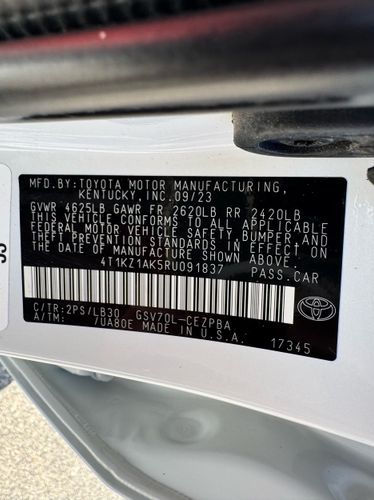 MFD.BY:TOYOTA MOTOR MANUFACTURING,
KENTUCKY,INC.09/23
GVWR 4625LB GAWR FR 2620LB RR 2420LB
THIS VEHICLE CONFORMS TO ALL APPLICABLE
FEDERAL MOTOR VEHICLE SAFETY,BUMPER,AND
THEFT PREVENTION STANDARDS IN EFFECT ON
THE DATE OF MANUFACTURE SHOWN ABOVE.
4T1KZ1AK5RU091837 PASS.CAR
C/TR:2PS/LB30 GSV70L-CEZPBA
A/TM: /UA80E MADE IN U.S.A.
17345
TOYOTA